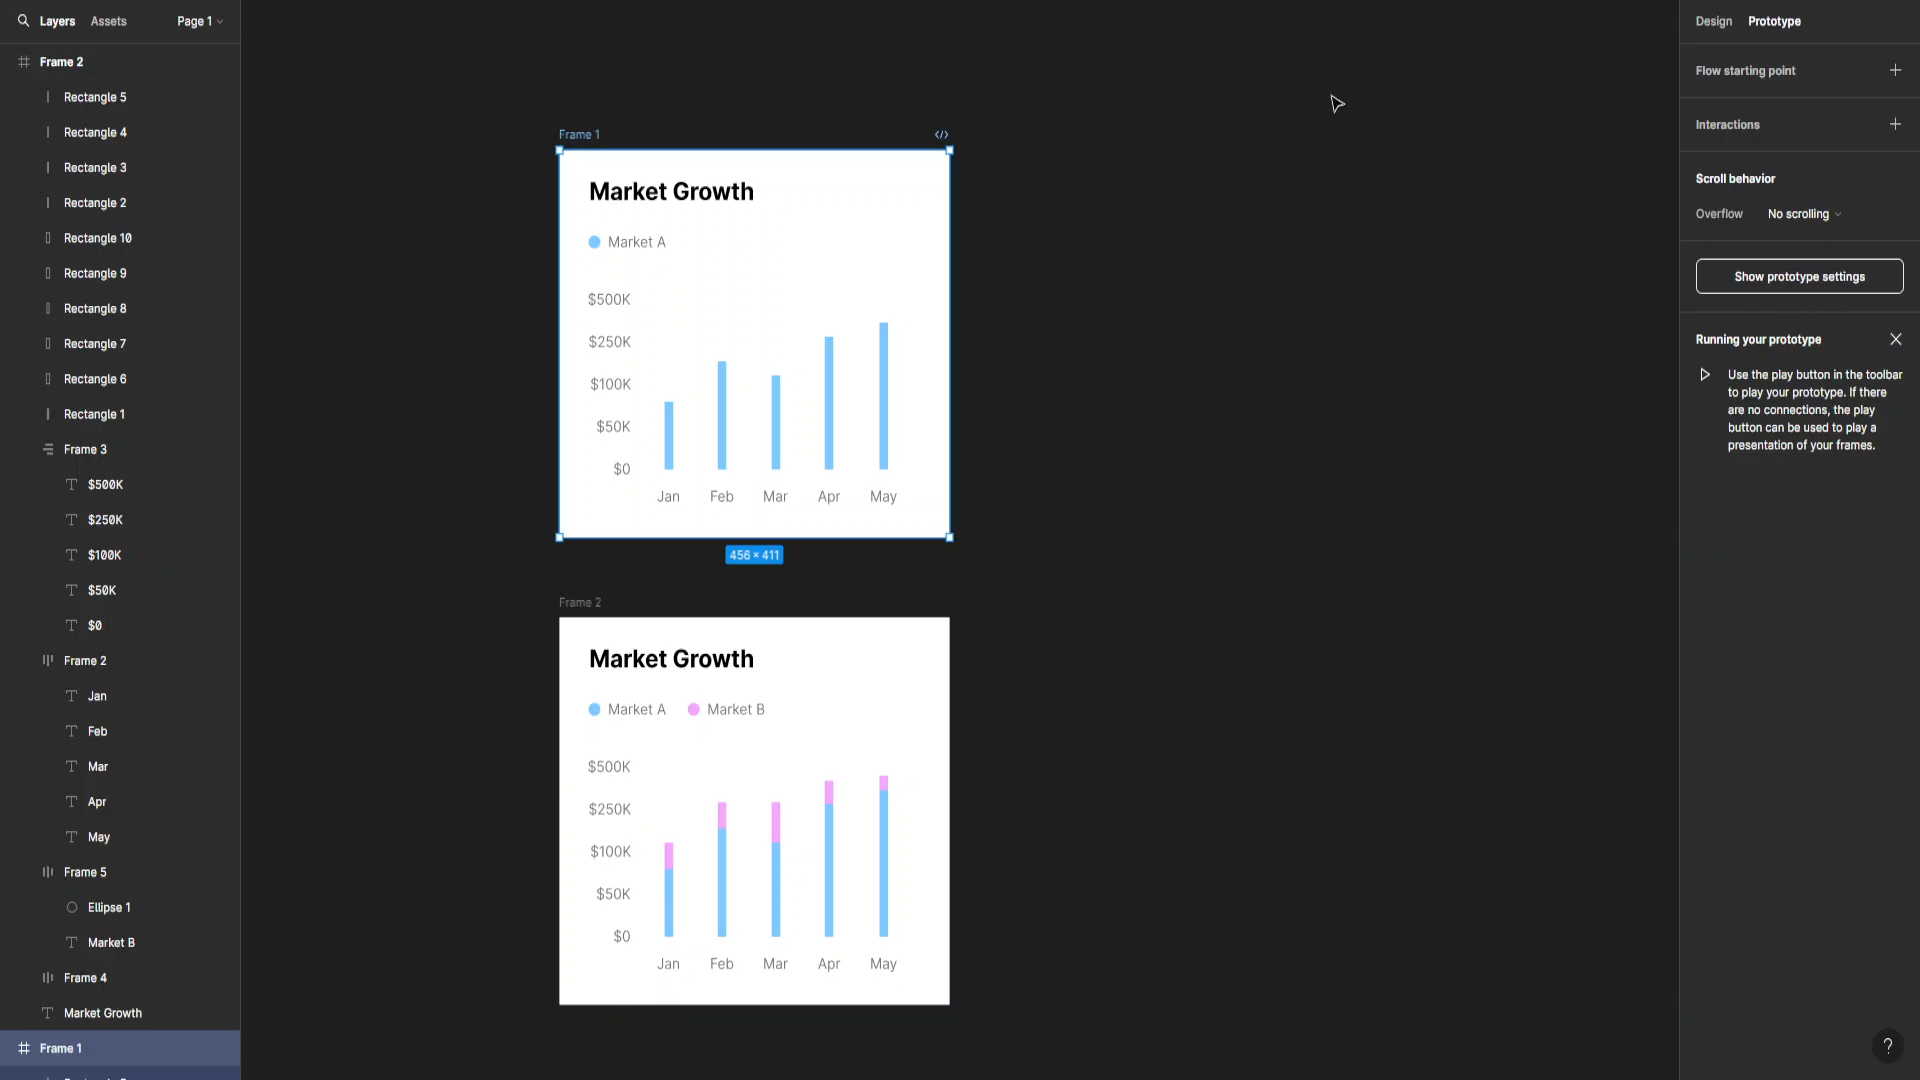 Layers
Assets
Page 1
Frame 2
Rectangle 5
Rectangle 4
Rectangle 3
Rectangle 2
Rectangle 10
Rectangle 9
Rectangle 8
Rectangle 7
Rectangle 6
Rectangle 1
Frame 3
$500K
$250K
$100K
$50K
$0
Frame 2
Jan
Feb
Mar
Apr
May
Frame 5
Ellipse 1
Market B
Frame 4
Market Growth
Frame 1
Frame 1
</>
Market Growth
Market A
$500K
$250K
$100K
$50K
$0
Jan Feb Mar Apr May
456 × 411
Frame 2
Market Growth
Market A Market B
$500K
$250K
$100K
$50K
$0
Jan Feb Mar Apr May
Design
Prototype
Flow starting point
Interactions
Scroll behavior
Overflow No scrolling
Show prototype settings
Running your prototype
Use the play button in the toolbar
to play your prototype. If there
are no connections, the play
button can be used to play a
presentation of your frames.
?